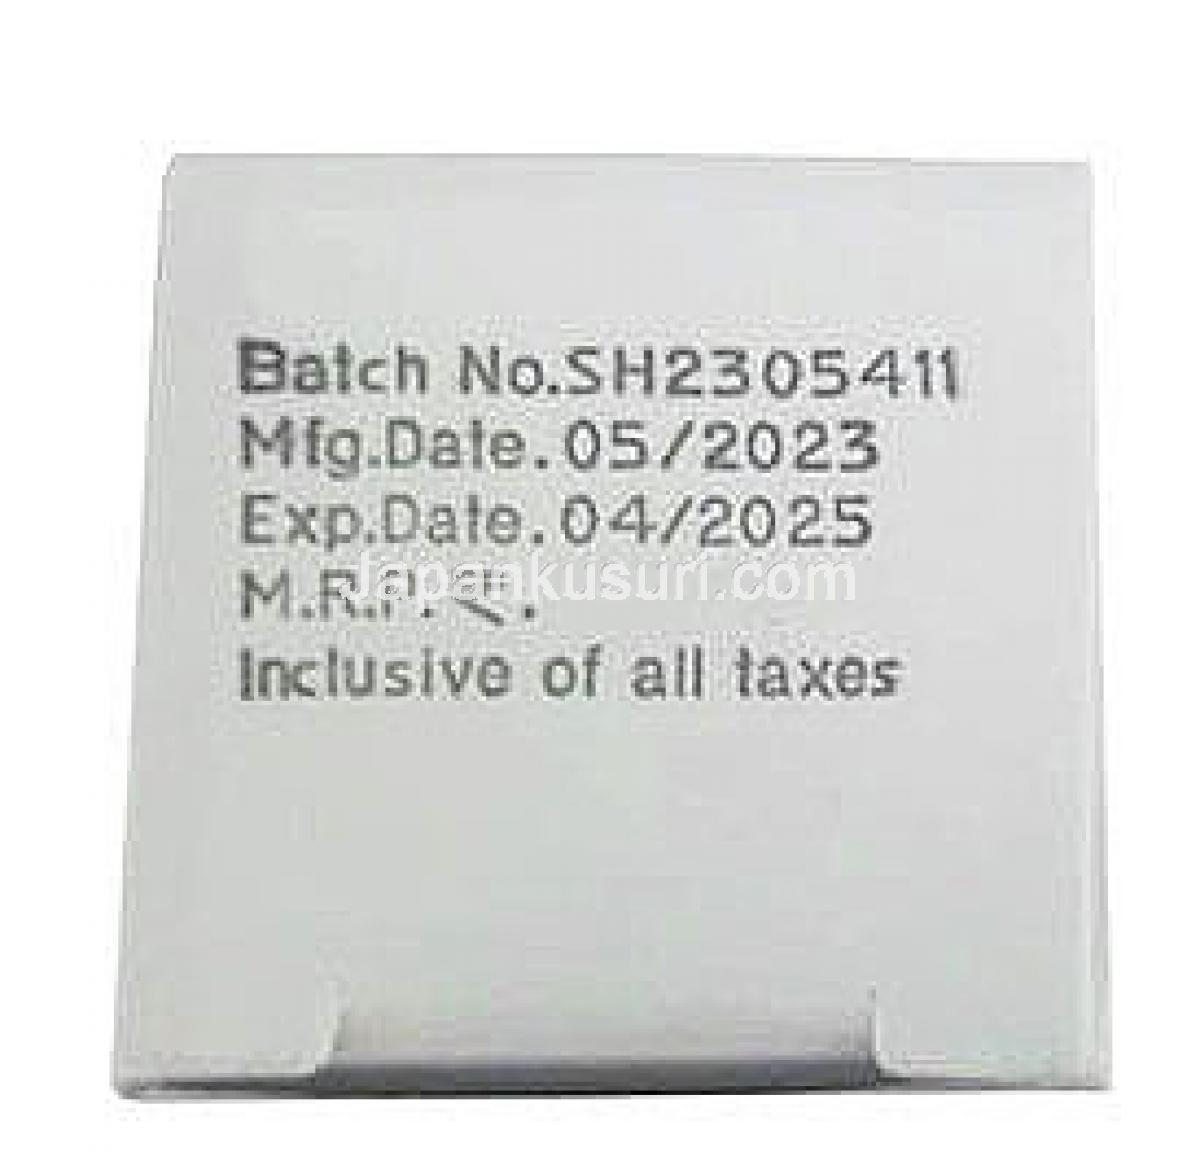 Batch No.SH2305411
Mfg.Date. 05/2023
Exp.Date. 04/2025
M.R.P.
Japankusuri.com
Inclusive of all taxes